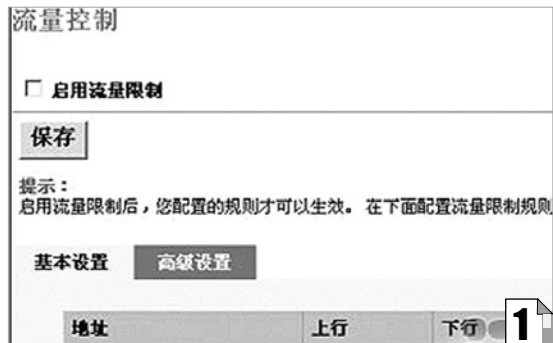 流量控制
启用流量限制
保存
提示：
启用流量限制后，您配置的规则才可以生效。 在下面配置流量限制规则
基本设置 高级设置
地址 上行 下行
1